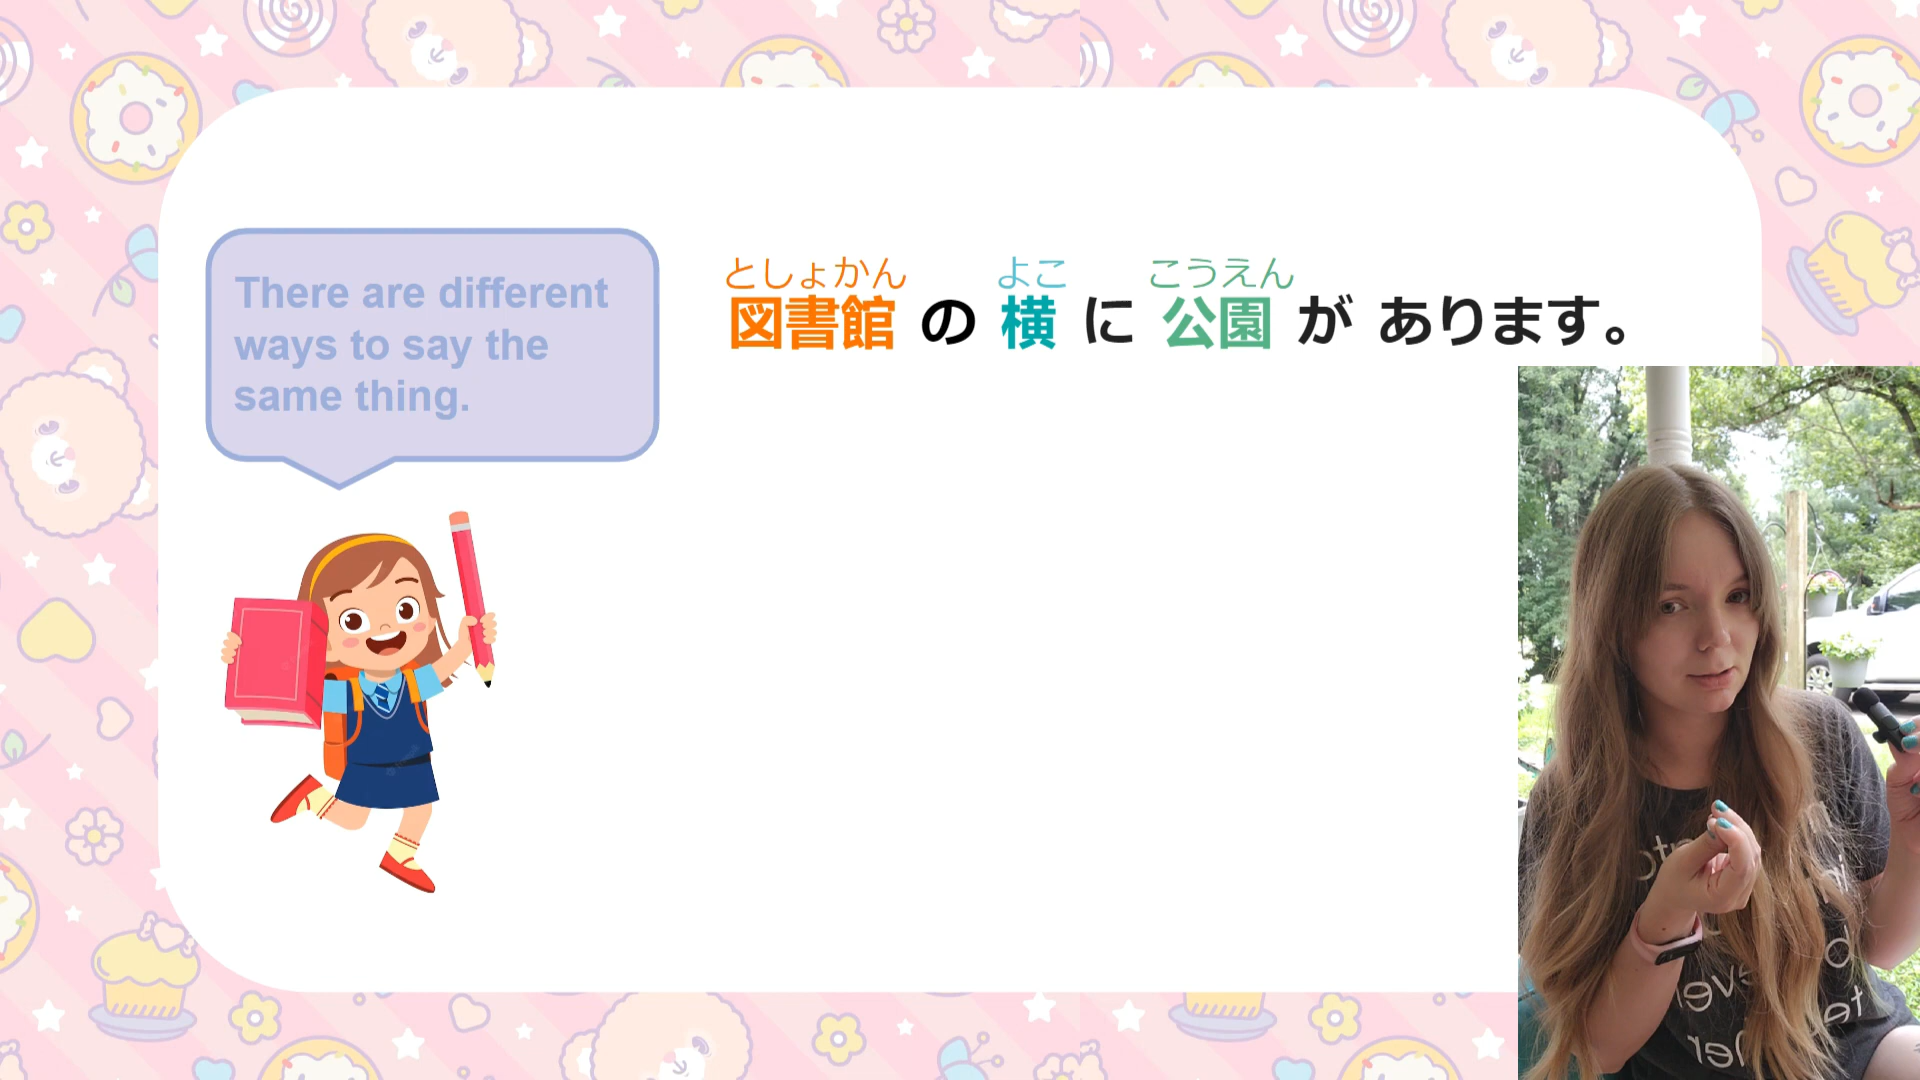 There are different
ways to say the
same thing.
としょかん よこ こうえん
図書館 の 横 に 公園 が あります。